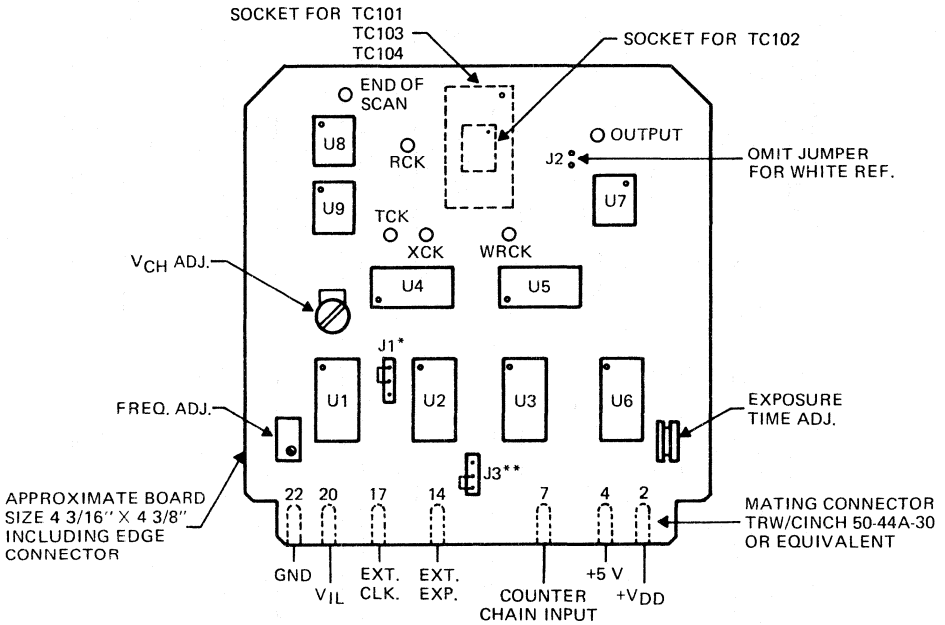 SOCKET FOR TC101
TC103
TC104
SOCKET FOR TC102
END OF
SCAN
U8
RCK
OUTPUT
J2
OMIT JUMPER
FOR WHITE REF.
U9
U7
TCK
XCK
WRCK
VCH ADJ.
U4
U5
J1*
U1
U2
U3
U6
FREQ. ADJ.
EXPOSURE
TIME ADJ.
J3**
APPROXIMATE BOARD
SIZE 4 3/16" X 4 3/8"
INCLUDING EDGE
CONNECTOR
22
20
17
14
7
4
2
MATING CONNECTOR
TRW/CINCH 50-44A-30
OR EQUIVALENT
GND
VIL
EXT.
CLK.
EXT.
EXP.
COUNTER
CHAIN INPUT
+5 V
+VDD